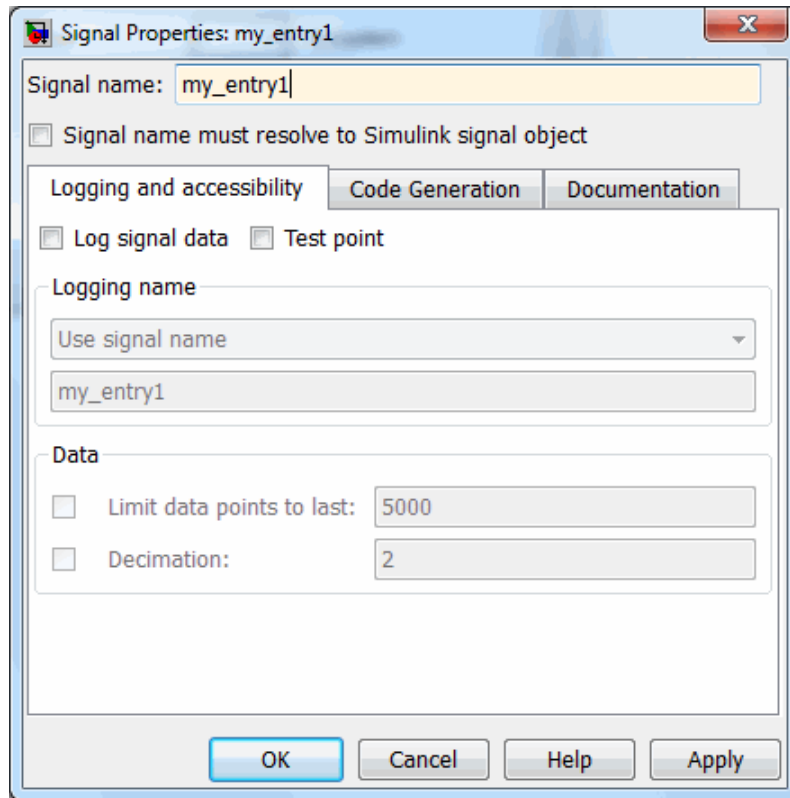 Signal Properties: my_entry1
Signal name: my_entry1
Signal name must resolve to Simulink signal object
Logging and accessibility Code Generation Documentation
Log signal data Test point
Logging name
Use signal name
my_entry1
Data
Limit data points to last: 5000
Decimation: 2
OK Cancel Help Apply